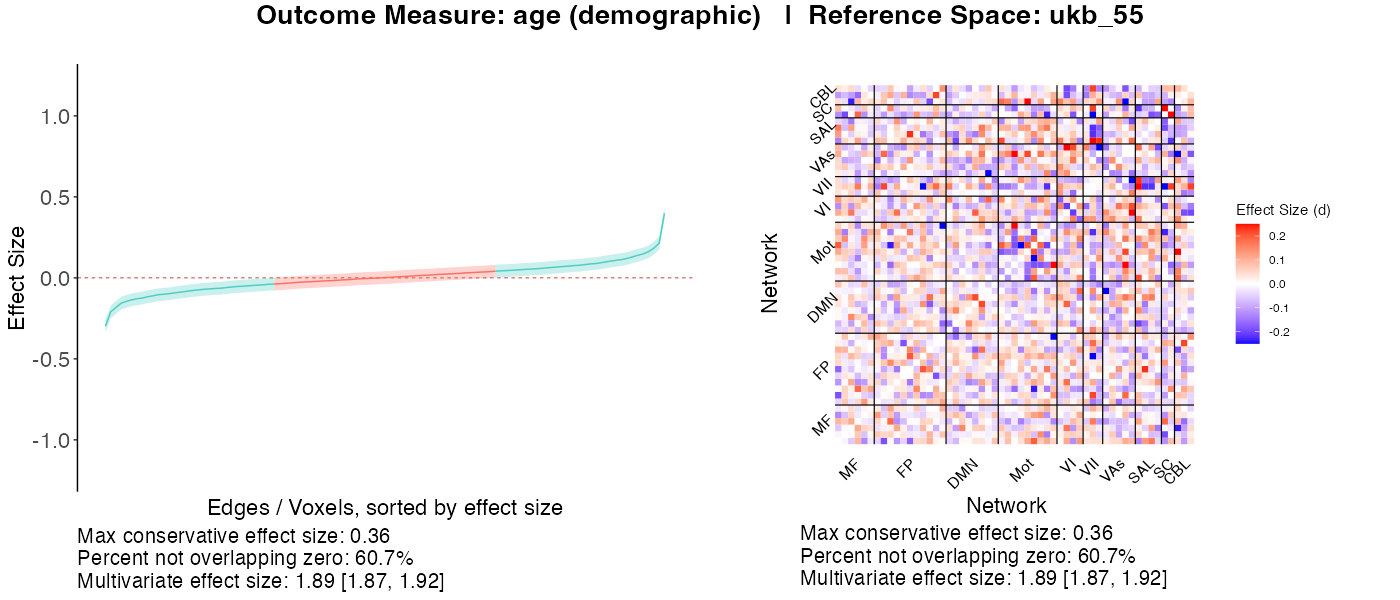 Outcome Measure: age (demographic) | Reference Space: ukb_55
Effect Size
1.0
0.5
0.0
-0.5
-1.0
Edges / Voxels, sorted by effect size
Max conservative effect size: 0.36
Percent not overlapping zero: 60.7%
Multivariate effect size: 1.89 [1.87, 1.92]
Network
CBL
SC
SAL
VAs
VII
VI
Mot
DMN
FP
MF
MF FP DMN Mot VI VII VAs SAL SC CBL
Network
Max conservative effect size: 0.36
Percent not overlapping zero: 60.7%
Multivariate effect size: 1.89 [1.87, 1.92]
Effect Size (d)
0.2
0.1
0.0
-0.1
-0.2